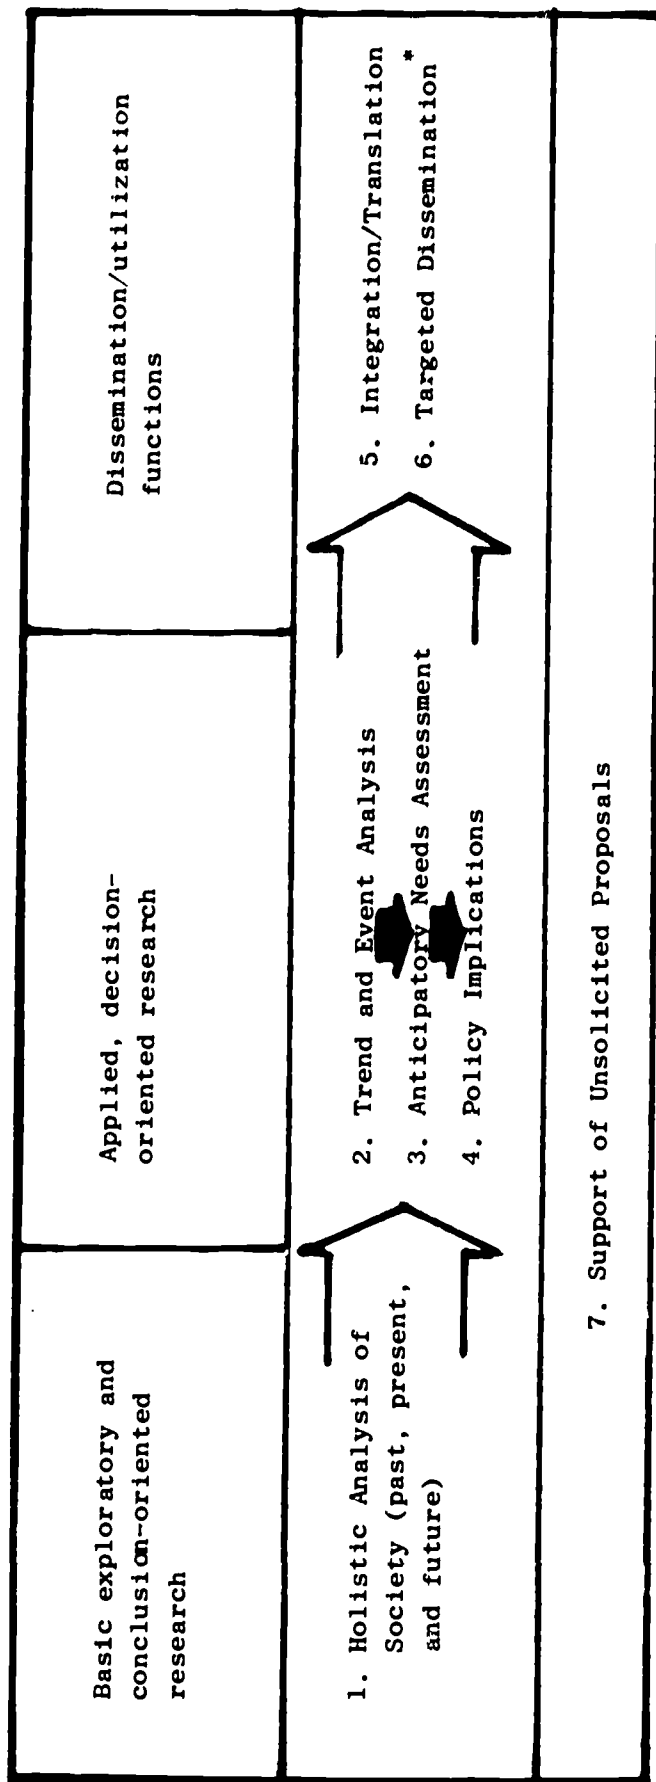 Basic exploratory and
conclusion-oriented
research
Applied, decision-
oriented research
Dissemination/utilization
functions
1. Holistic Analysis of
Society (past, present,
and future)
2. Trend and Event Analysis
3. Anticipatory Needs Assessment
4. Policy Implications
5. Integration/Translation
6. Targeted Dissemination*
7. Support of Unsolicited Proposals